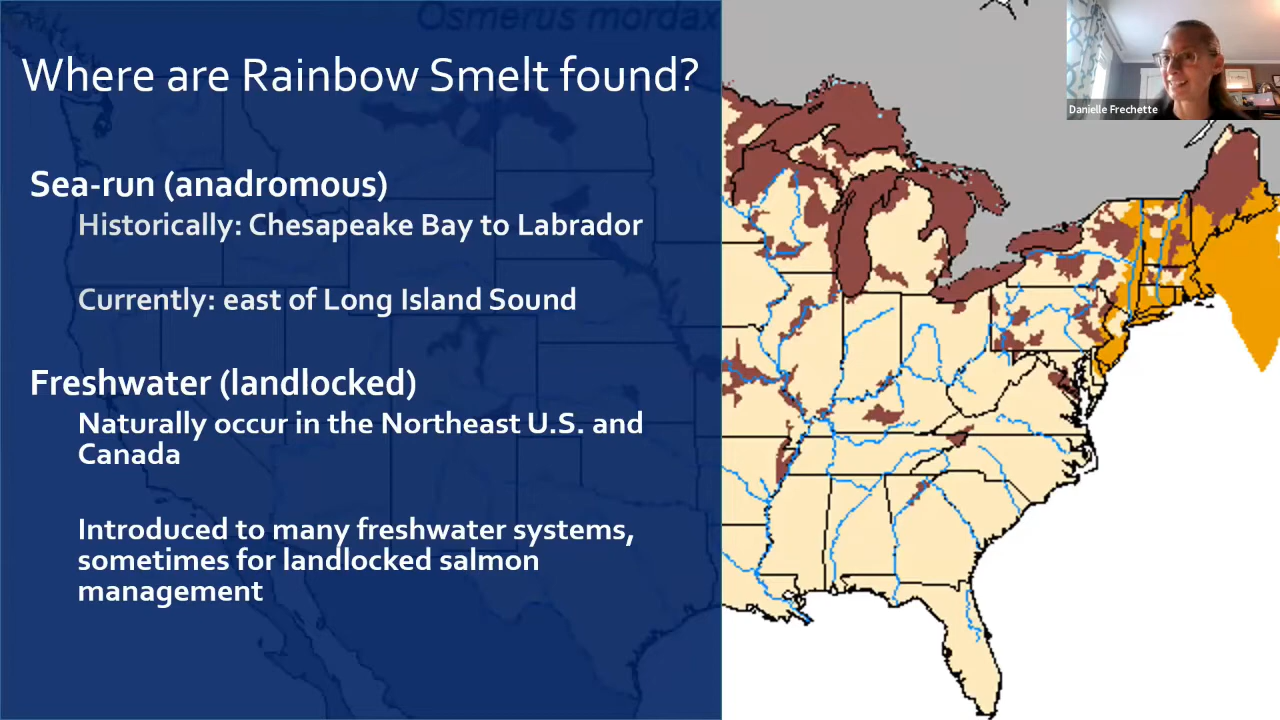 Osmerus mordax
Where are Rainbow Smelt found?
Danielle Frechette
Sea-run (anadromous)
Historically: Chesapeake Bay to Labrador
Currently: east of Long Island Sound
Freshwater (landlocked)
Naturally occur in the Northeast U.S. and
Canada
Introduced to many freshwater systems,
sometimes for landlocked salmon
management